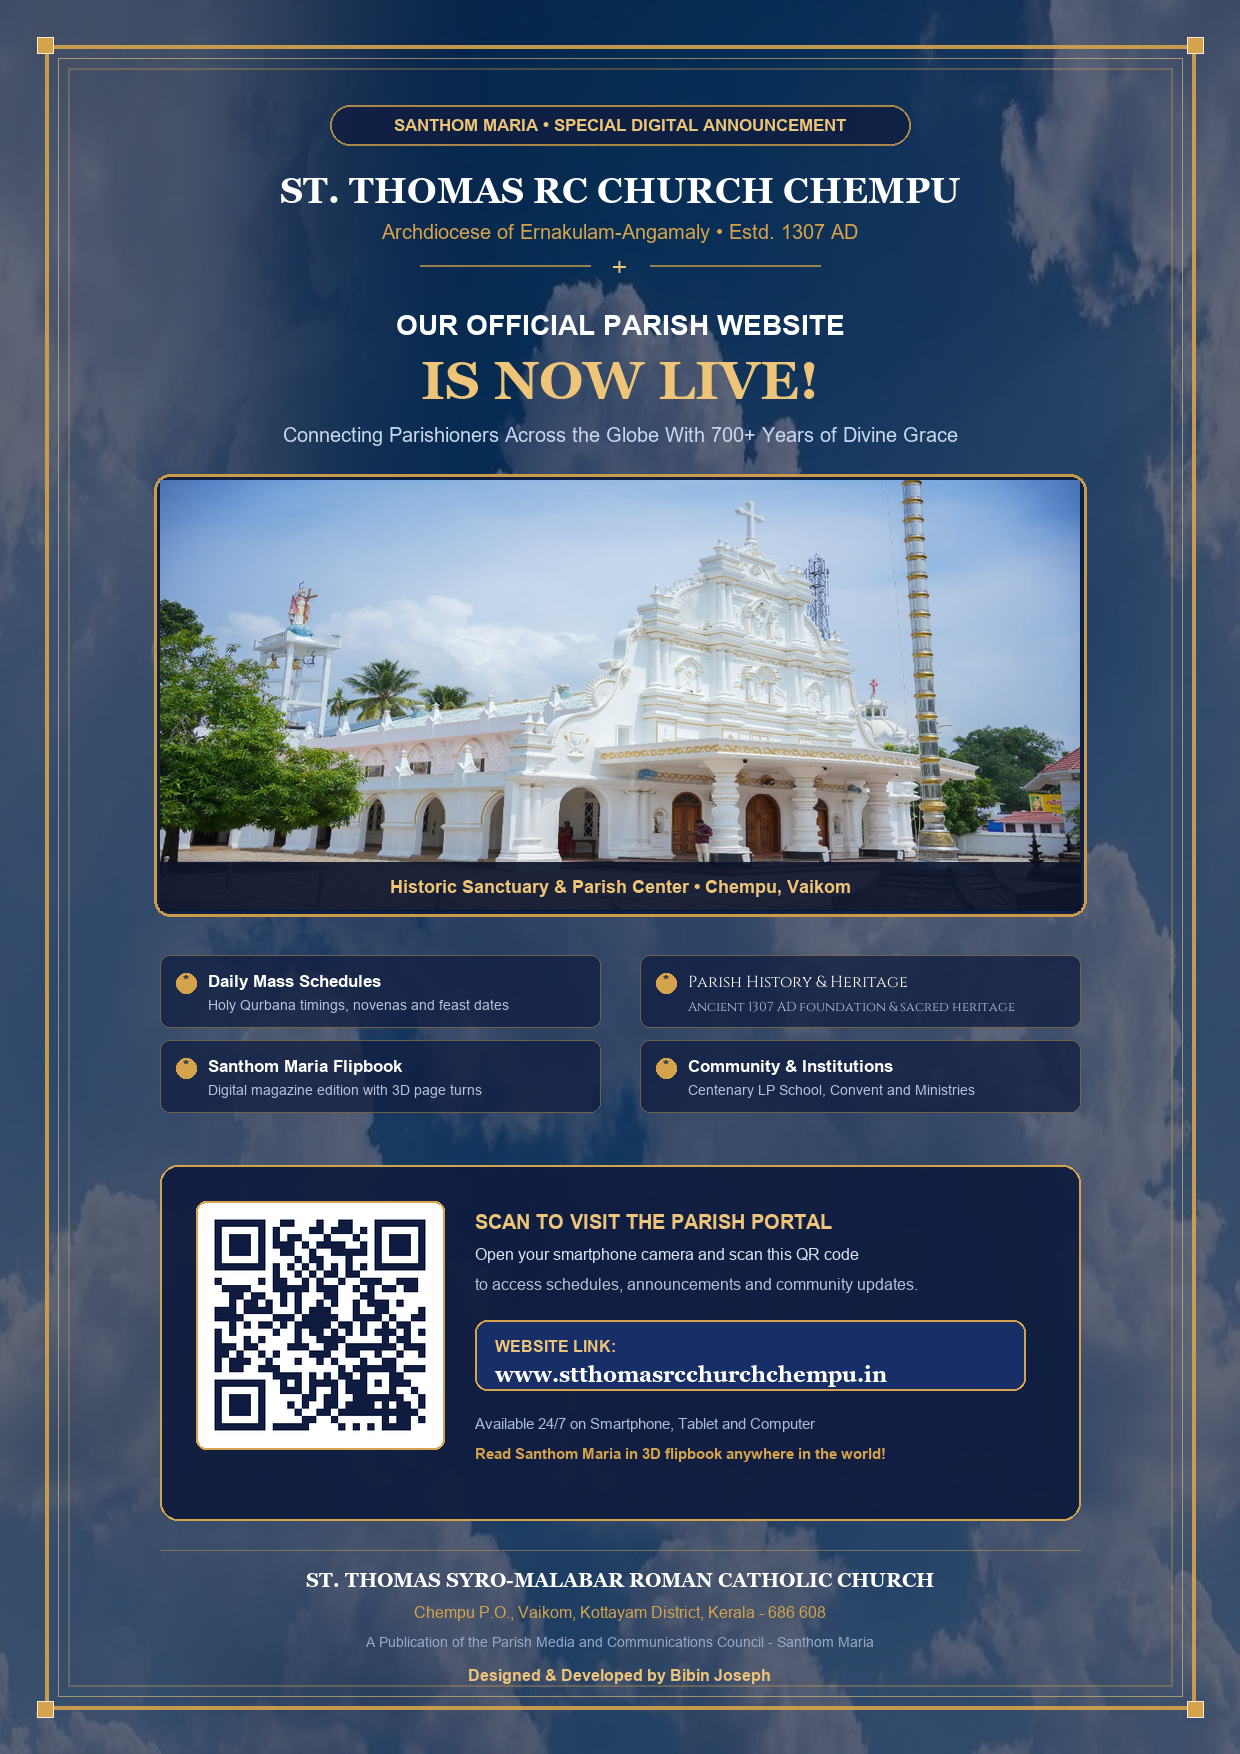 SANTHOM MARIA • SPECIAL DIGITAL ANNOUNCEMENT
ST. THOMAS RC CHURCH CHEMPU
Archdiocese of Ernakulam-Angamaly • Estd. 1307 AD
OUR OFFICIAL PARISH WEBSITE
IS NOW LIVE!
Connecting Parishioners Across the Globe With 700+ Years of Divine Grace
Historic Sanctuary & Parish Center • Chempu, Vaikom
Daily Mass Schedules
Holy Qurbana timings, novenas and feast dates
Parish History & Heritage
Ancient 1307 AD foundation & sacred heritage
Santhom Maria Flipbook
Digital magazine edition with 3D page turns
Community & Institutions
Centenary LP School, Convent and Ministries
SCAN TO VISIT THE PARISH PORTAL
Open your smartphone camera and scan this QR code
to access schedules, announcements and community updates.
WEBSITE LINK:
www.stthomasrcchurchchempu.in
Available 24/7 on Smartphone, Tablet and Computer
Read Santhom Maria in 3D flipbook anywhere in the world!
ST. THOMAS SYRO-MALABAR ROMAN CATHOLIC CHURCH
Chempu P.O., Vaikom, Kottayam District, Kerala - 686 608
A Publication of the Parish Media and Communications Council - Santhom Maria
Designed & Developed by Bibin Joseph